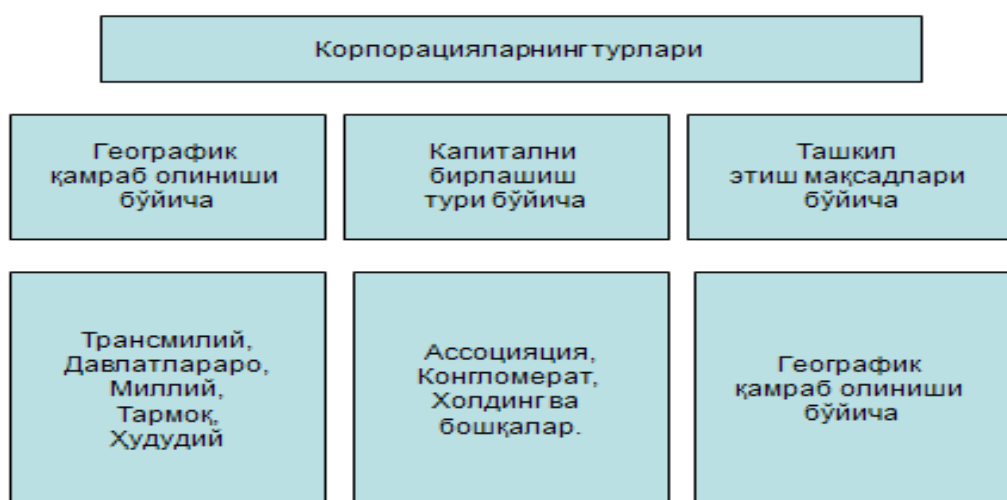 Корпорацияларнинг турлари
Географик
қамраб олиниши
бўйича
Капитални
бирлашиш
тури бўйича
Ташкил
этиш мақсадлари
бўйича
Трансмилий,
Давлатлараро,
Миллий,
Тармоқ,
Ҳудудий
Ассоцияция,
Конгломерат,
Холдинг ва
бошқалар.
Географик
қамраб олиниши
бўйича